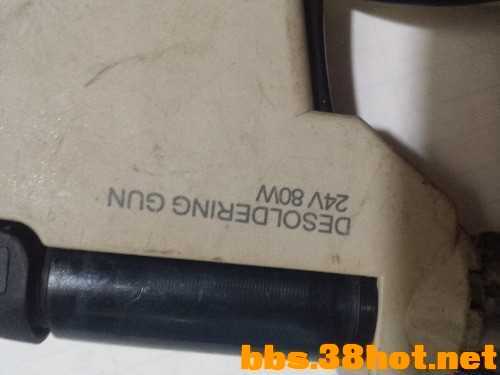 DESOLDERING GUN
24V 80W
bbs.38hot.net